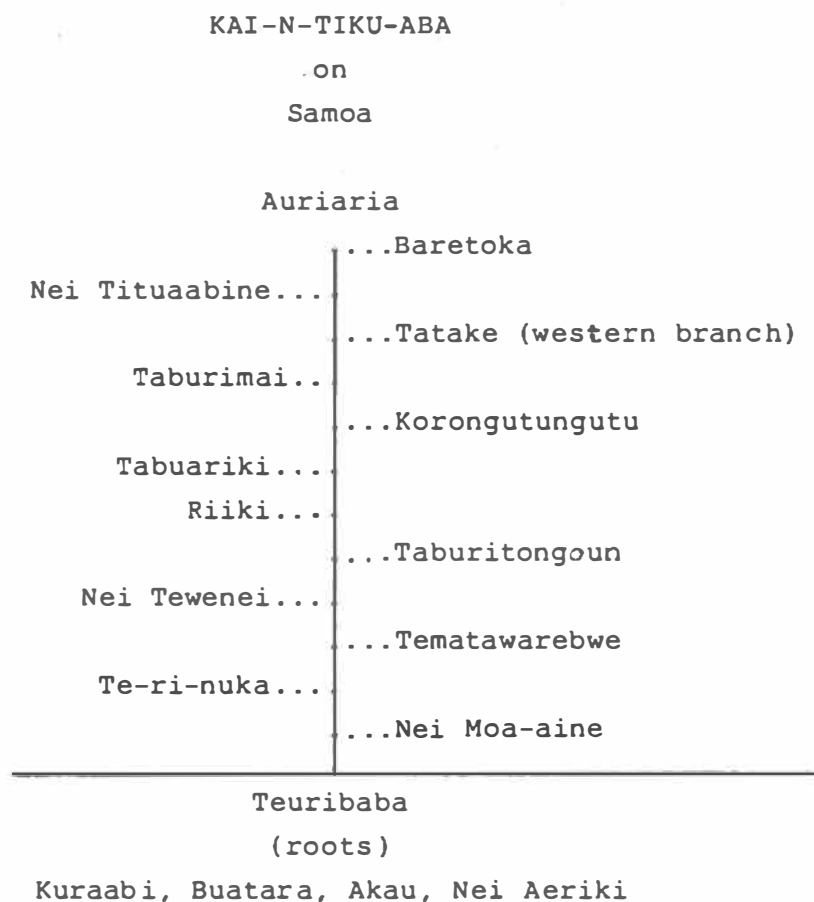 KAI-N-TIKU-ABA
on
Samoa
Auriaria
...Baretoka
Nei Tituaabine...
...Tatake (western branch)
Taburimai..
...Korongutungutu
Tabuariki...
Riiki...
...Taburitongoun
Nei Tewenei...
...Tematawarebwe
Te-ri-nuka...
...Nei Moa-aine
Teuribaba
(roots)
Kuraabi, Buatara, Akau, Nei Aeriki